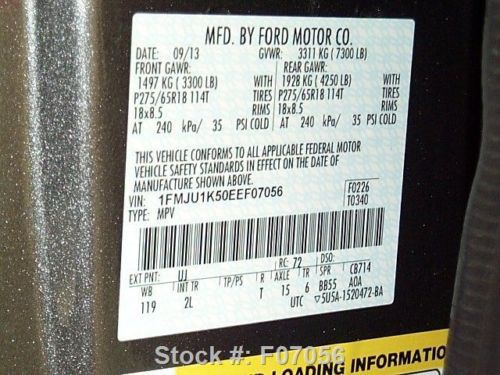 MFD. BY FORD MOTOR CO.
DATE: 09/13 GVWR: 3311 KG ( 7300 LB)
FRONT GAWR: REAR GAWR:
1497 KG ( 3300 LB) WITH 1928 KG ( 4250 LB) WITH
P275/65R18 114T TIRES P275/65R18 114T TIRES
18x8.5 RIMS 18x8.5 RIMS
AT 240 kPa/ 35 PSI COLD AT 240 kPa/ 35 PSI COLD
THIS VEHICLE CONFORMS TO ALL APPLICABLE FEDERAL MOTOR
VEHICLE SAFETY STANDARDS IN EFFECT ON THE DATE OF
MANUFACTURE SHOWN ABOVE.
VIN: 1FMJU1K50EEF07056 F0226
TYPE: MPV T0340
EXT PNT: UJ RC: 72 DSO:
WB INT TR TP/PS R AXLE TR SPR CB714
119 2L T 15 6 BB55 AOA
UTC 5U5A-1520472-BA
Stock #: F07056
LOADING INFORMATION